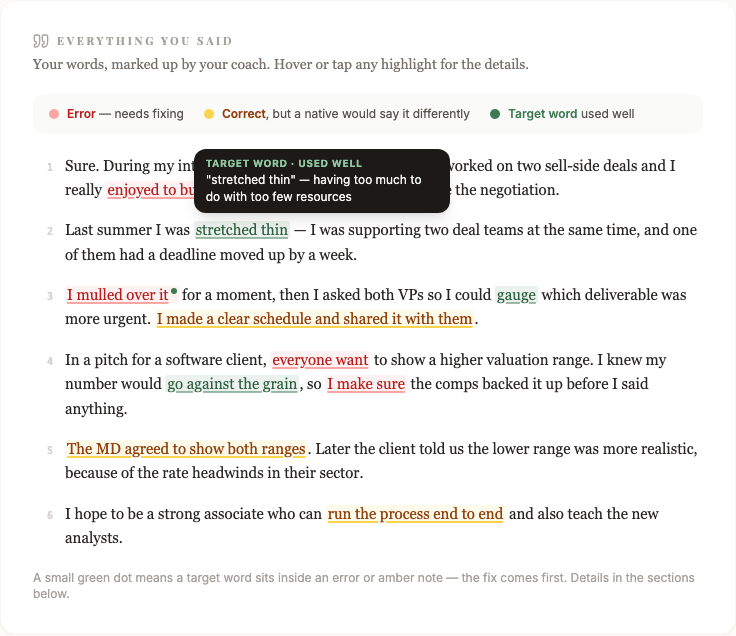 EVERYTHING YOU SAID
Your words, marked up by your coach. Hover or tap any highlight for the details.
Error — needs fixing Correct, but a native would say it differently Target word used well
1 Sure. During my int
TARGET WORD · USED WELL
"stretched thin" — having too much to
do with too few resources
worked on two sell-side deals and I
really enjoyed to bu
the negotiation.
2 Last summer I was stretched thin — I was supporting two deal teams at the same time, and one
of them had a deadline moved up by a week.
3 I mulled over it for a moment, then I asked both VPs so I could gauge which deliverable was
more urgent. I made a clear schedule and shared it with them.
4 In a pitch for a software client, everyone want to show a higher valuation range. I knew my
number would go against the grain, so I make sure the comps backed it up before I said
anything.
5 The MD agreed to show both ranges. Later the client told us the lower range was more realistic,
because of the rate headwinds in their sector.
6 I hope to be a strong associate who can run the process end to end and also teach the new
analysts.
A small green dot means a target word sits inside an error or amber note — the fix comes first. Details in the sections
below.